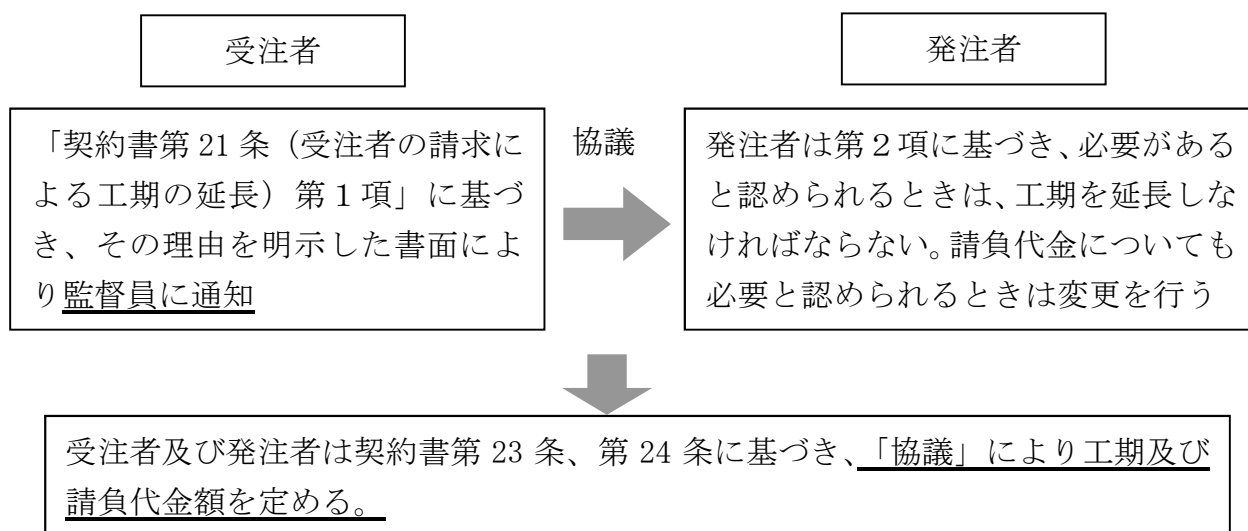 受注者
発注者
「契約書第 21 条（受注者の請求に
よる工期の延長）第１項」に基づ
き、その理由を明示した書面によ
り監督員に通知
協議
発注者は第２項に基づき、必要がある
と認められるときは、工期を延長しな
ければならない。請負代金についても
必要と認められるときは変更を行う
受注者及び発注者は契約書第 23 条、第 24 条に基づき、「協議」により工期及び
請負代金額を定める。